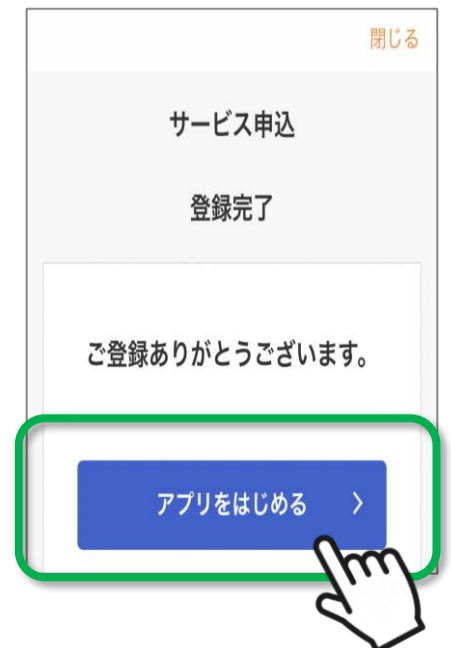 閉じる
サービス申込
登録完了
ご登録ありがとうございます。
アプリをはじめる